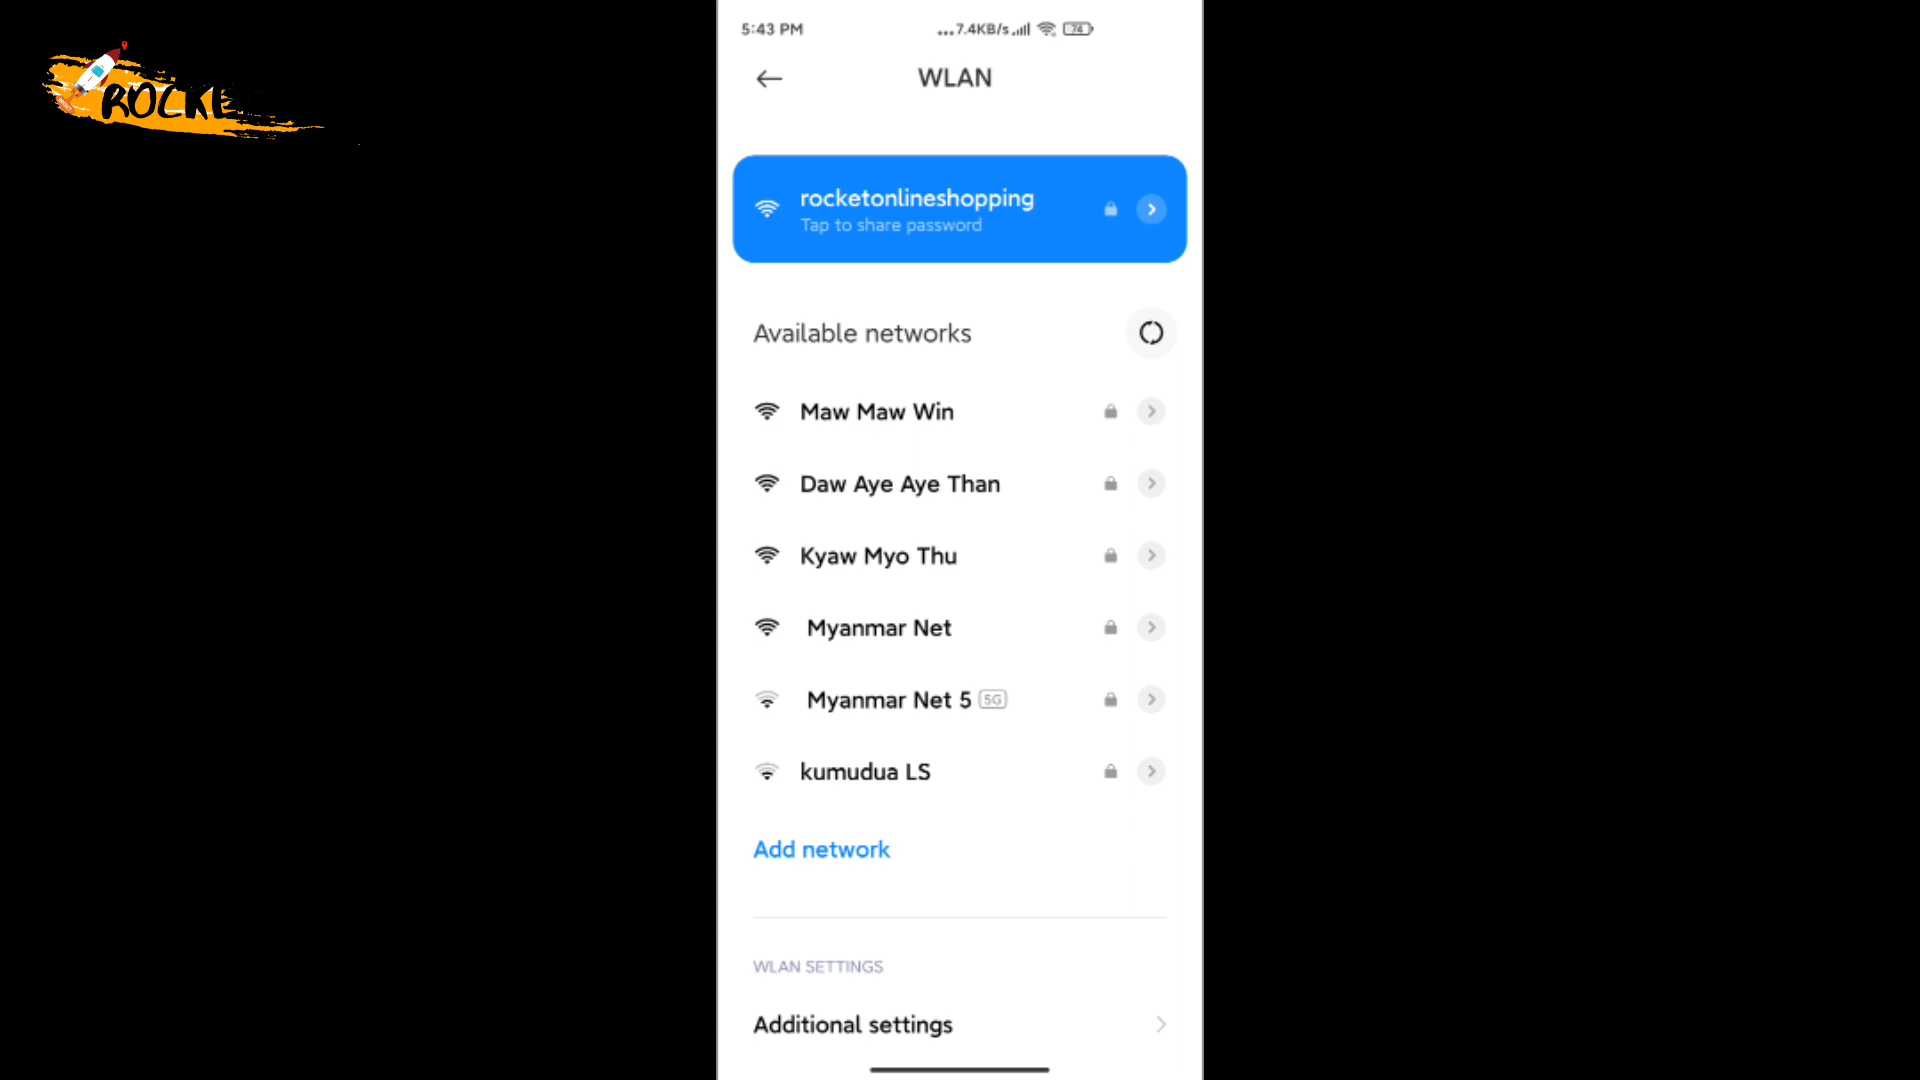 5:43 PM
...7.4KB/s
74
WLAN
rocketonlineshopping
Tap to share password
Available networks
Maw Maw Win
Daw Aye Aye Than
Kyaw Myo Thu
Myanmar Net
Myanmar Net 5 5G
kumudua LS
Add network
WLAN SETTINGS
Additional settings